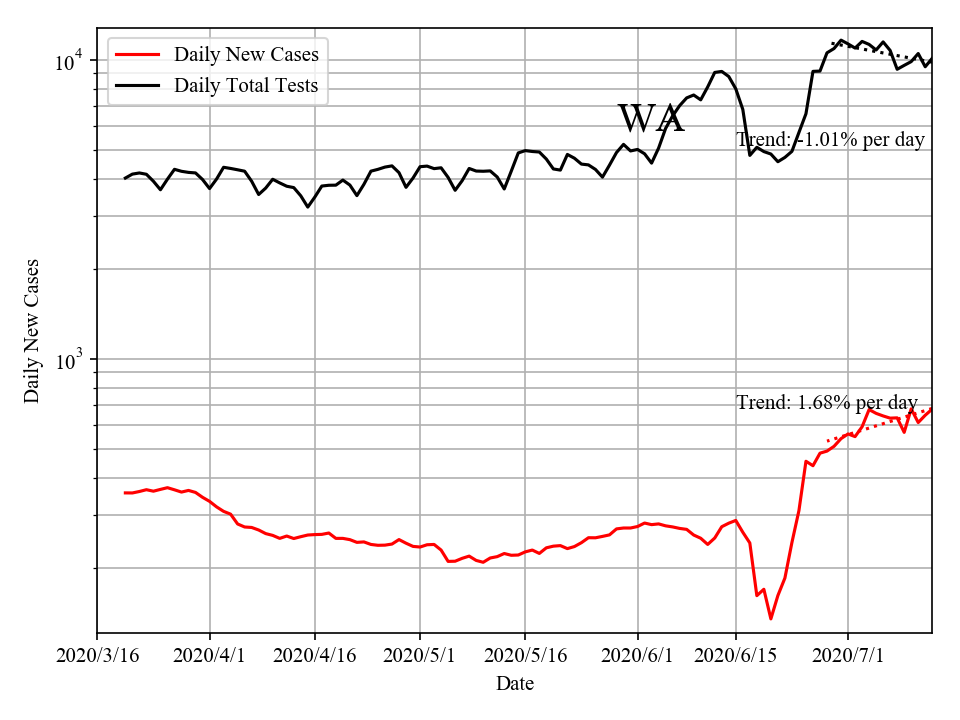 Daily New Cases
Daily Total Tests
10^4
WA
Trend: -1.01% per day
Daily New Cases
10^3
Trend: 1.68% per day
2020/3/16 2020/4/1 2020/4/16 2020/5/1 2020/5/16 2020/6/1 2020/6/15 2020/7/1
Date